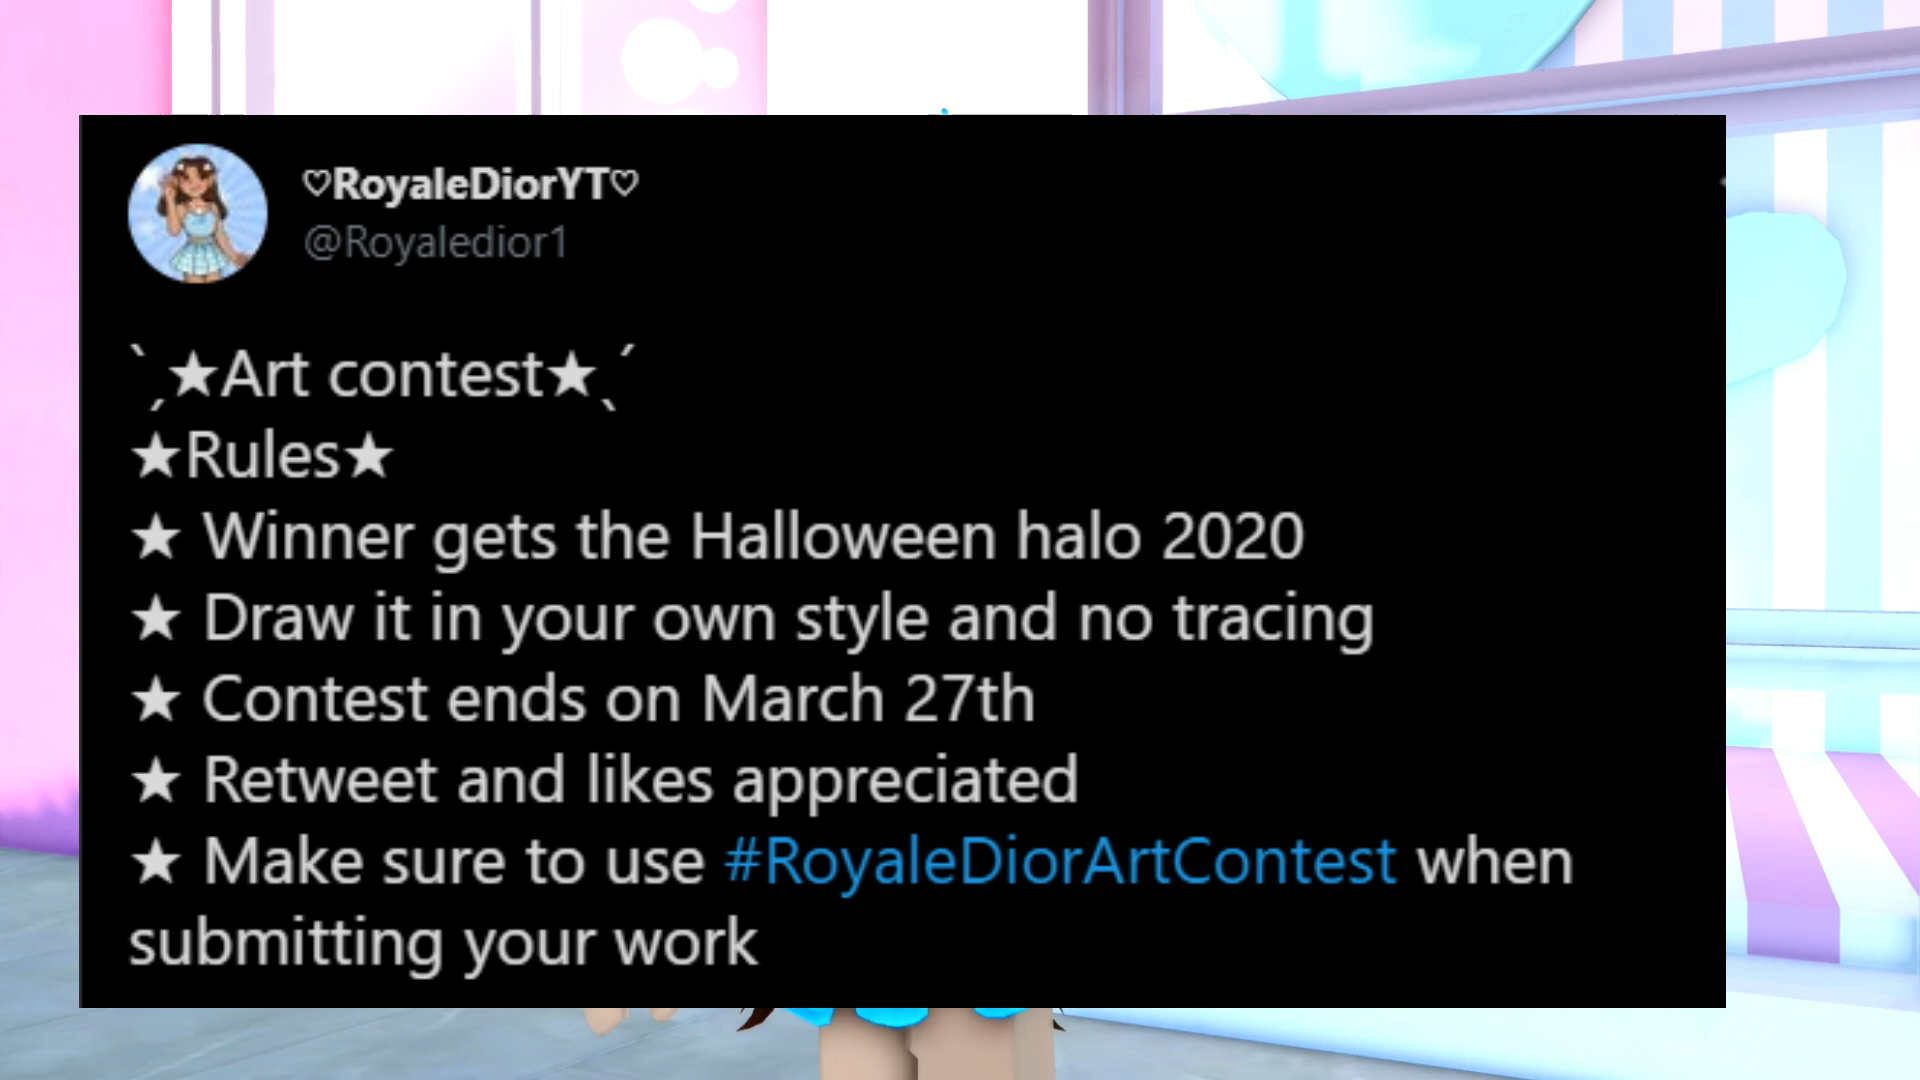 ♡RoyaleDiorYT♡
@Royaledior1
`ˏ★Art contest★ˎ´
★Rules★
★ Winner gets the Halloween halo 2020
★ Draw it in your own style and no tracing
★ Contest ends on March 27th
★ Retweet and likes appreciated
★ Make sure to use #RoyaleDiorArtContest when
submitting your work